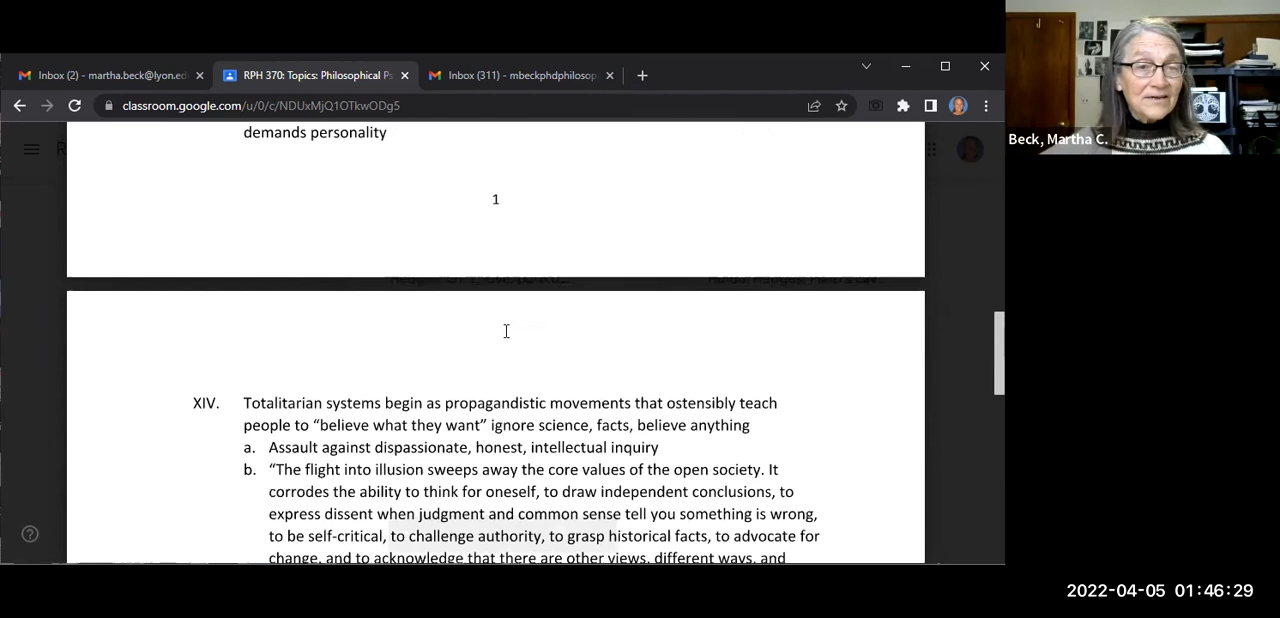 Inbox (2) - martha.beck@lyon.ed
RPH 370: Topics: Philosophical Ps
Inbox (311) - mbeckphdphilosop
classroom.google.com/u/0/c/NDUxMjQ1OTkwODg5
Beck, Martha C.
demands personality
1
XIV. Totalitarian systems begin as propagandistic movements that ostensibly teach
people to “believe what they want” ignore science, facts, believe anything
a. Assault against dispassionate, honest, intellectual inquiry
b. “The flight into illusion sweeps away the core values of the open society. It
corrodes the ability to think for oneself, to draw independent conclusions, to
express dissent when judgment and common sense tell you something is wrong,
to be self-critical, to challenge authority, to grasp historical facts, to advocate for
change, and to acknowledge that there are other views, different ways, and
2022-04-05 01:46:29